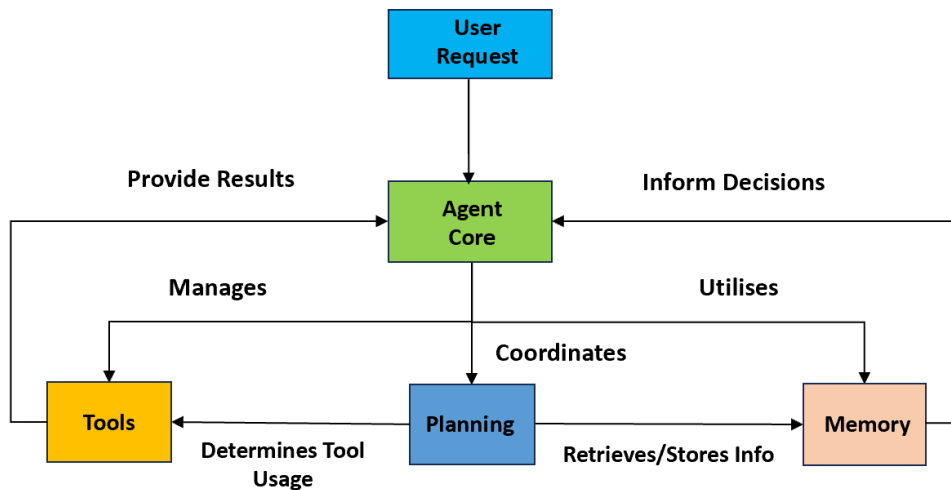 User
Request
Provide Results
Inform Decisions
Agent
Core
Manages
Utilises
Coordinates
Tools
Planning
Memory
Determines Tool
Usage
Retrieves/Stores Info